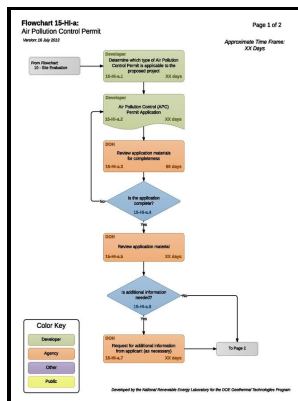 Flowchart 15-HI-a:
Air Pollution Control Permit
Version: 16 July 2013
Page 1 of 2
Approximate Time Frame:
XX Days
From Flowchart
10 - Site Evaluation
Developer
Determine which type of Air Pollution
Control Permit is applicable to the
proposed project
15-HI-a.1 XX days
Developer
Air Pollution Control (APC)
Permit Application
15-HI-a.2 XX days
DOH
Review application materials
for completeness
15-HI-a.3
Is the application
complete?
15-HI-a.4
No
Yes
DOH
Review application material
15-HI-a.5 XX days
Is additional information
needed?
15-HI-a.6
No
Yes
DOH
Request for additional information
from applicant (as necessary)
15-HI-a.7 XX days
To Page 2
Color Key
Developer
Agency
Other
Public
Developed by the National Renewable Energy Laboratory for the DOE Geothermal Technologies Program